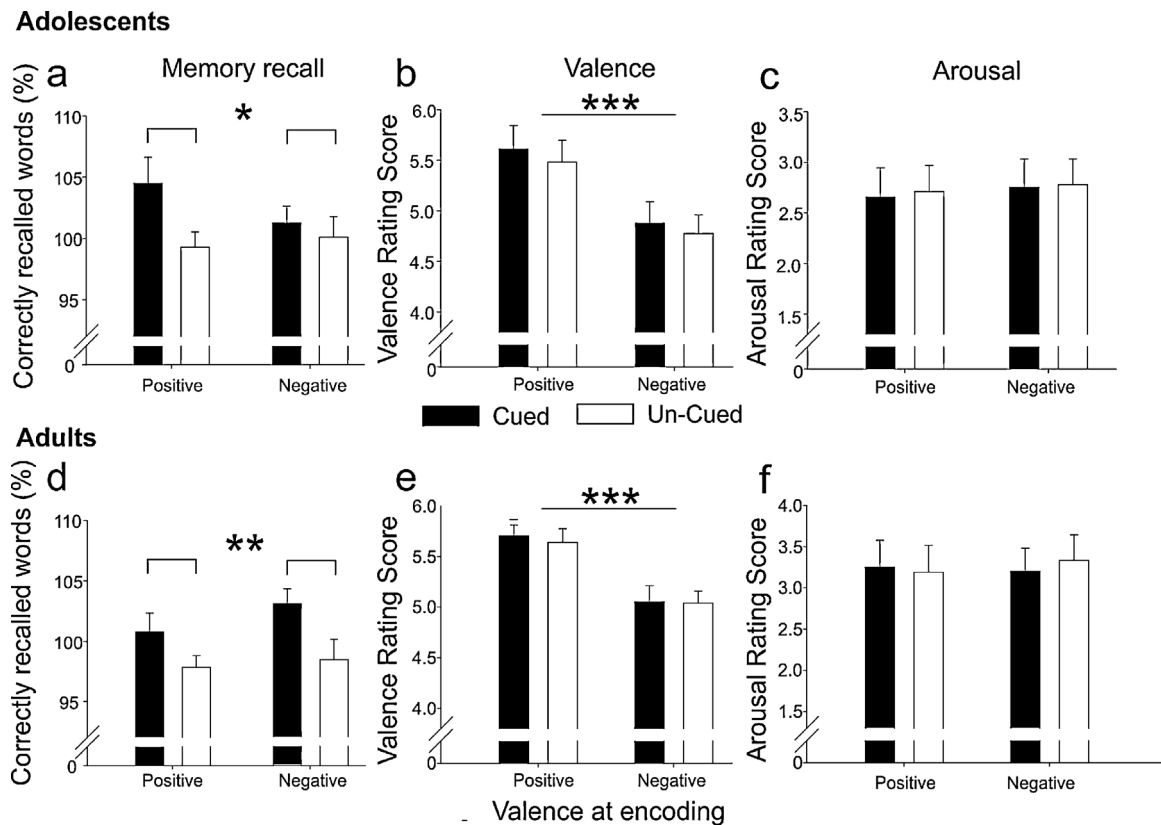 Adolescents
a Memory recall
b Valence
c Arousal
Correctly recalled words (%)
110
105
100
95
0
*
Positive Negative
Valence Rating Score
6.0
5.5
5.0
4.5
4.0
0
***
Positive Negative
Arousal Rating Score
3.5
3.0
2.5
2.0
1.5
0
Positive Negative
Cued Un-Cued
Adults
d
e
f
Correctly recalled words (%)
110
105
100
95
0
**
Positive Negative
Valence Rating Score
6.0
5.5
5.0
4.5
4.0
0
***
Positive Negative
Arousal Rating Score
4.0
3.5
3.0
2.5
2.0
1.5
0
Positive Negative
Valence at encoding